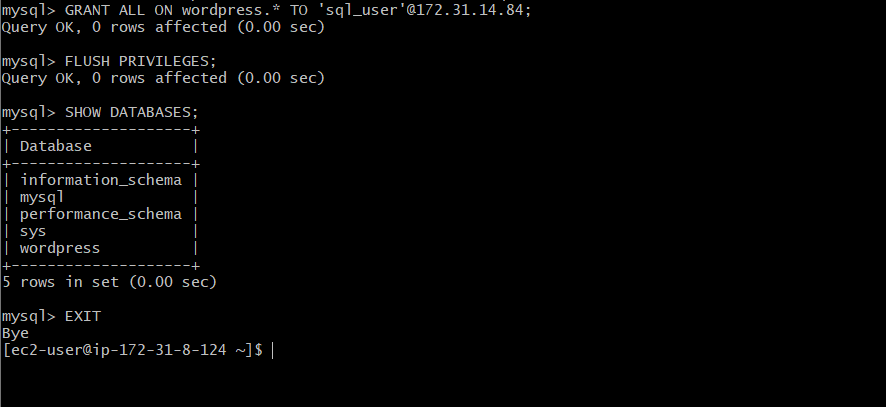 mysql> GRANT ALL ON wordpress.* TO 'sql_user'@172.31.14.84;
Query OK, 0 rows affected (0.00 sec)
mysql> FLUSH PRIVILEGES;
Query OK, 0 rows affected (0.00 sec)
mysql> SHOW DATABASES;
+--------------------+
| Database           |
+--------------------+
| information_schema |
| mysql              |
| performance_schema |
| sys                |
| wordpress          |
+--------------------+
5 rows in set (0.00 sec)
mysql> EXIT
Bye
[ec2-user@ip-172-31-8-124 ~]$